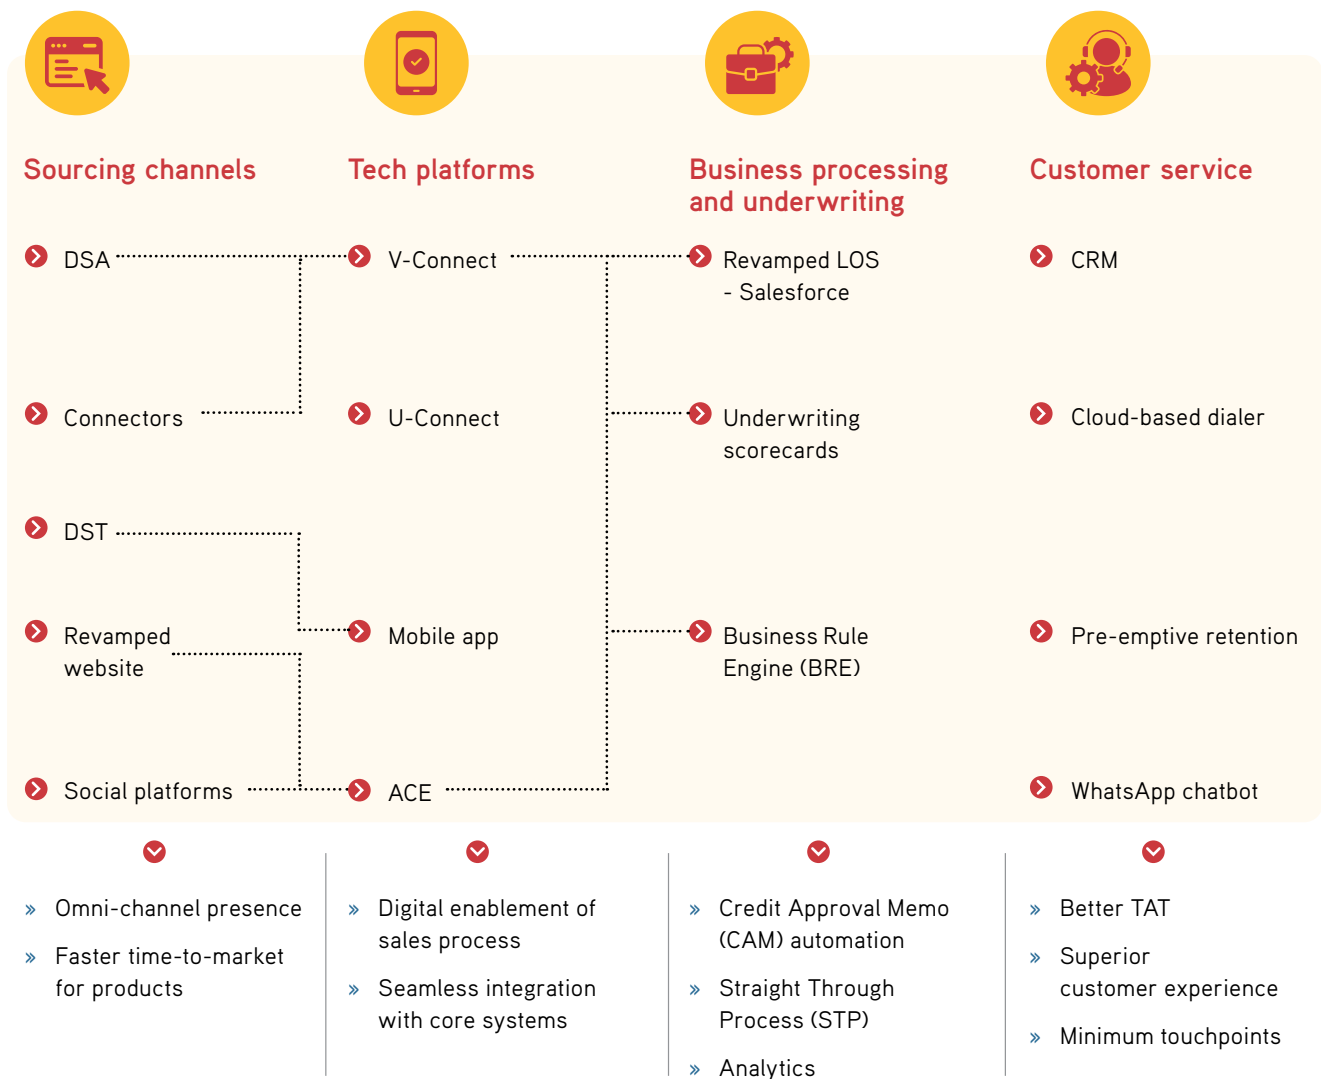 Sourcing channels
DSA
Connectors
DST
Revamped
website
Social platforms
Tech platforms
V-Connect
U-Connect
Mobile app
ACE
Business processing
and underwriting
Revamped LOS
- Salesforce
Underwriting
scorecards
Business Rule
Engine (BRE)
Customer service
CRM
Cloud-based dialer
Pre-emptive retention
WhatsApp chatbot
» Omni-channel presence
» Faster time-to-market
for products
» Digital enablement of
sales process
» Seamless integration
with core systems
» Credit Approval Memo
(CAM) automation
» Straight Through
Process (STP)
» Analytics
» Better TAT
» Superior
customer experience
» Minimum touchpoints